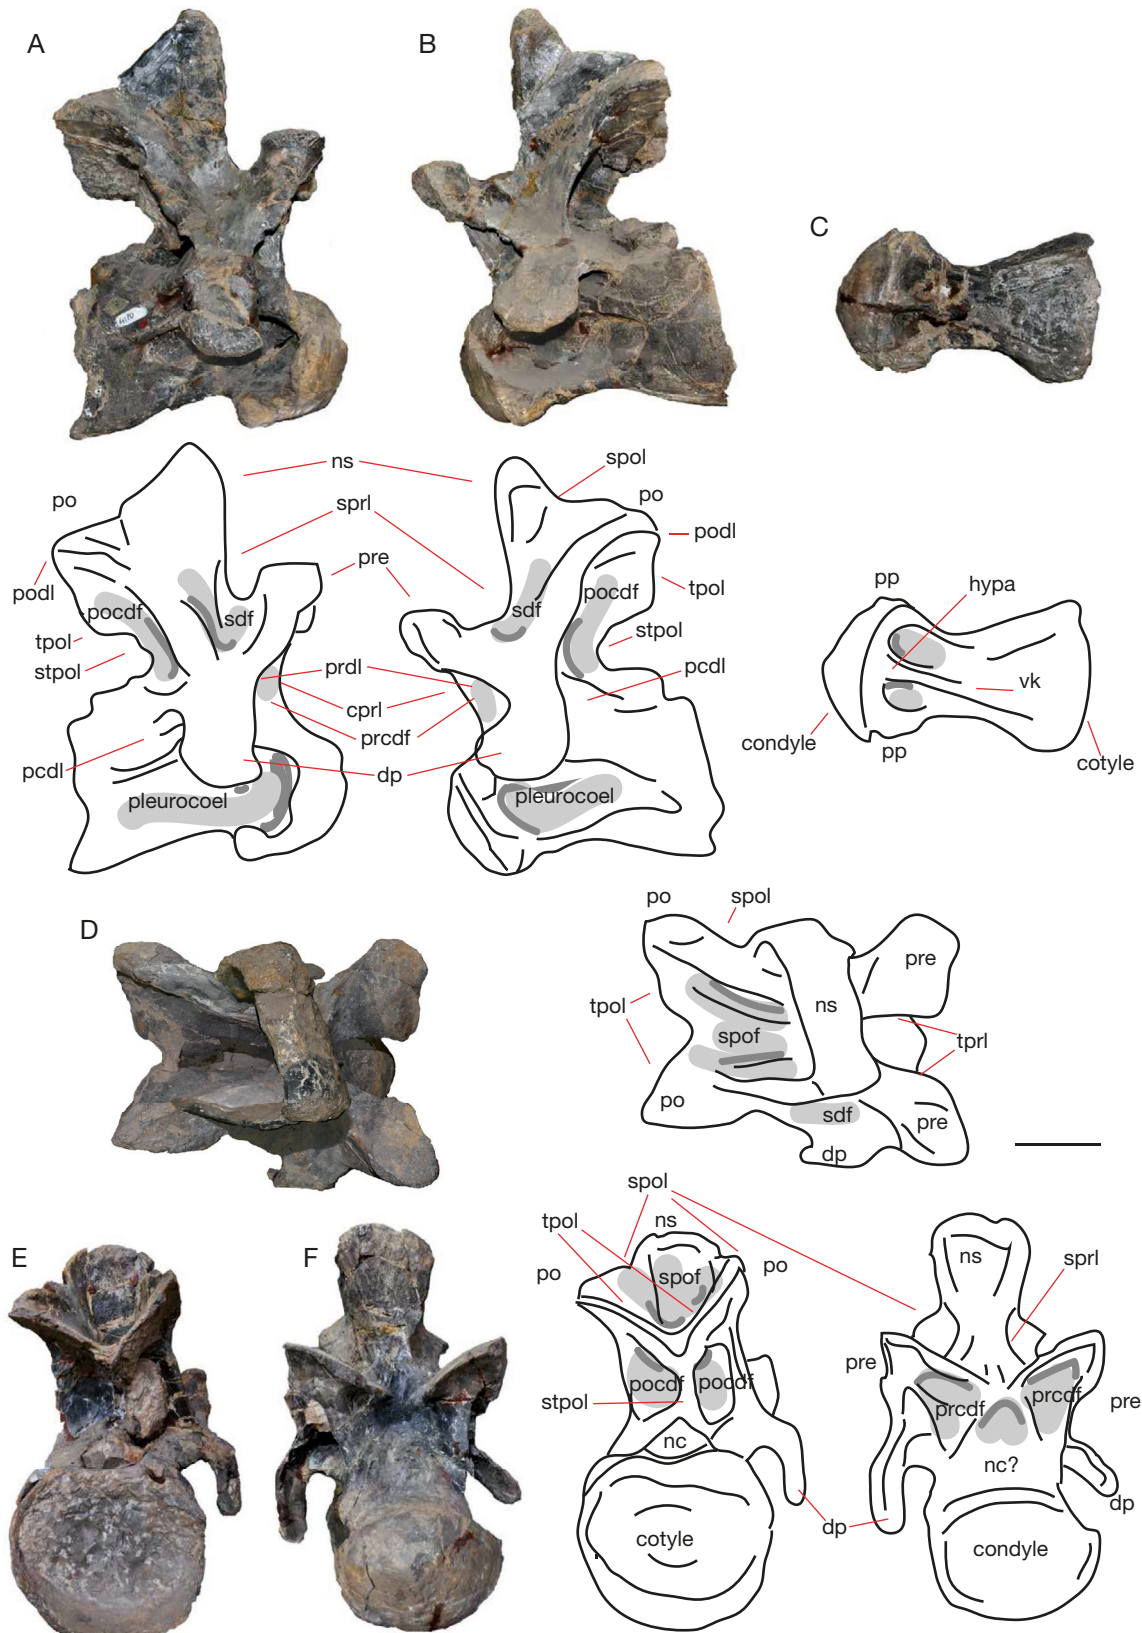 A
B
C
ns
spol
po
po
sprl
podl
pre
podl
pocdf
sdf
sdf
pocdf
tpol
tpol
stpol
stpol
pp
hypa
prdl
pcdl
cprl
vk
prcdf
condyle
pp
cotyle
pcdl
dp
pleurocoel
pleurocoel
D
po
spol
pre
ns
tpol
spof
tprl
po
sdf
pre
dp
spol
tpol
ns
E
F
po
spof
po
ns
sprl
pre
pocdf
pocdf
prcdf
prcdf
pre
stpol
nc
nc?
dp
dp
cotyle
condyle